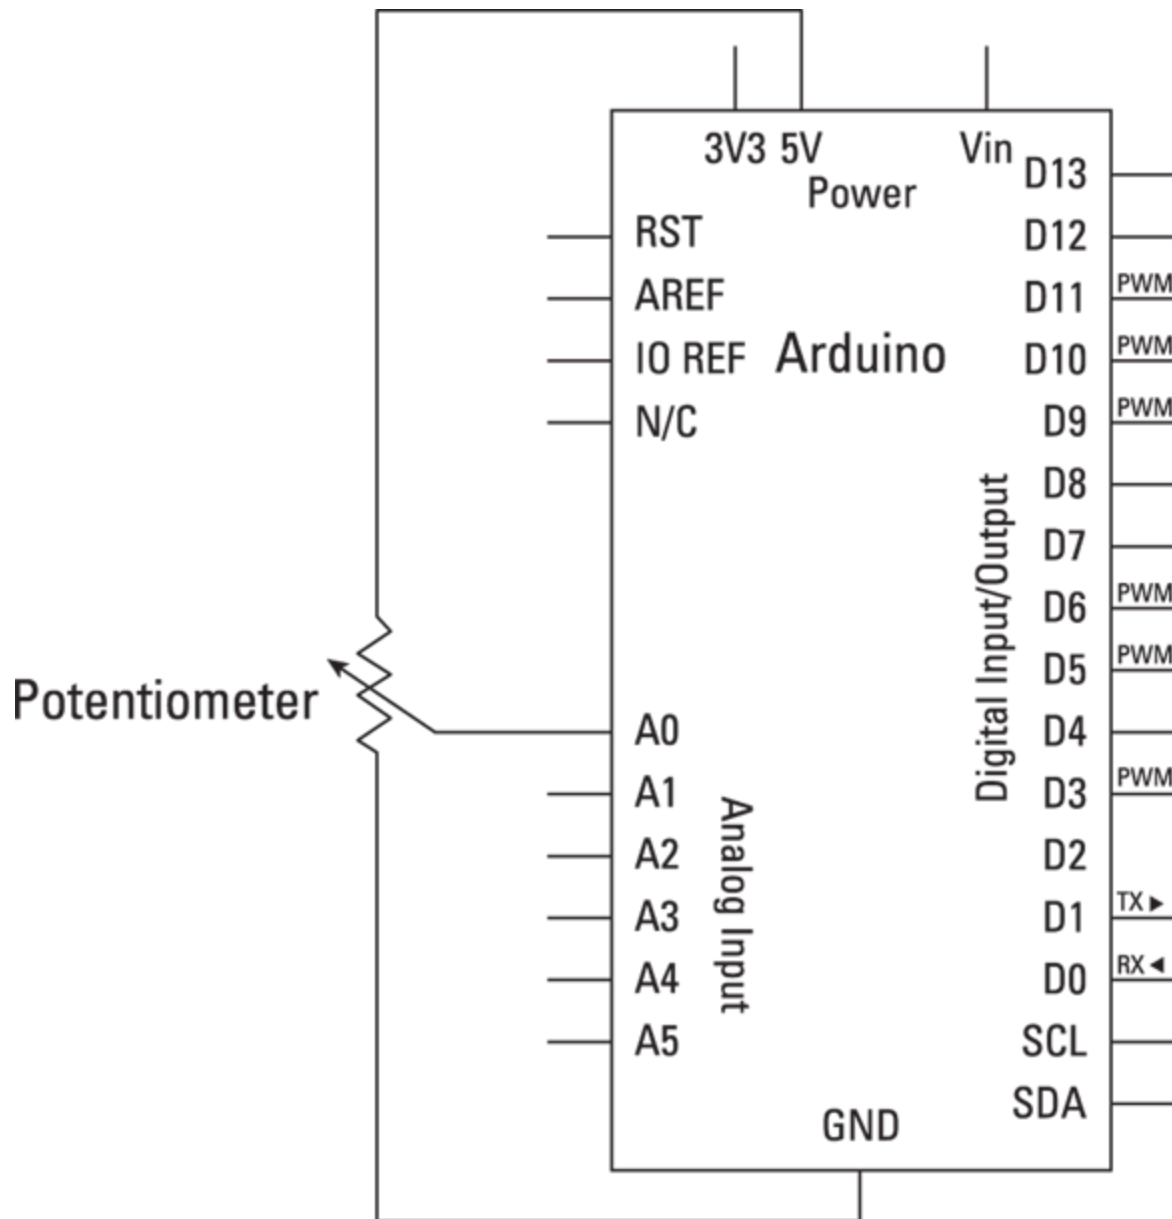 3V3 5V
Vin
Power
D13
RST
D12
AREF
D11
PWM
IO REF
Arduino
D10
PWM
N/C
D9
PWM
D8
D7
Digital Input/Output
D6
PWM
D5
PWM
Potentiometer
A0
D4
A1
D3
PWM
Analog Input
A2
D2
A3
D1
TX ▶
A4
D0
RX ◀
A5
SCL
SDA
GND